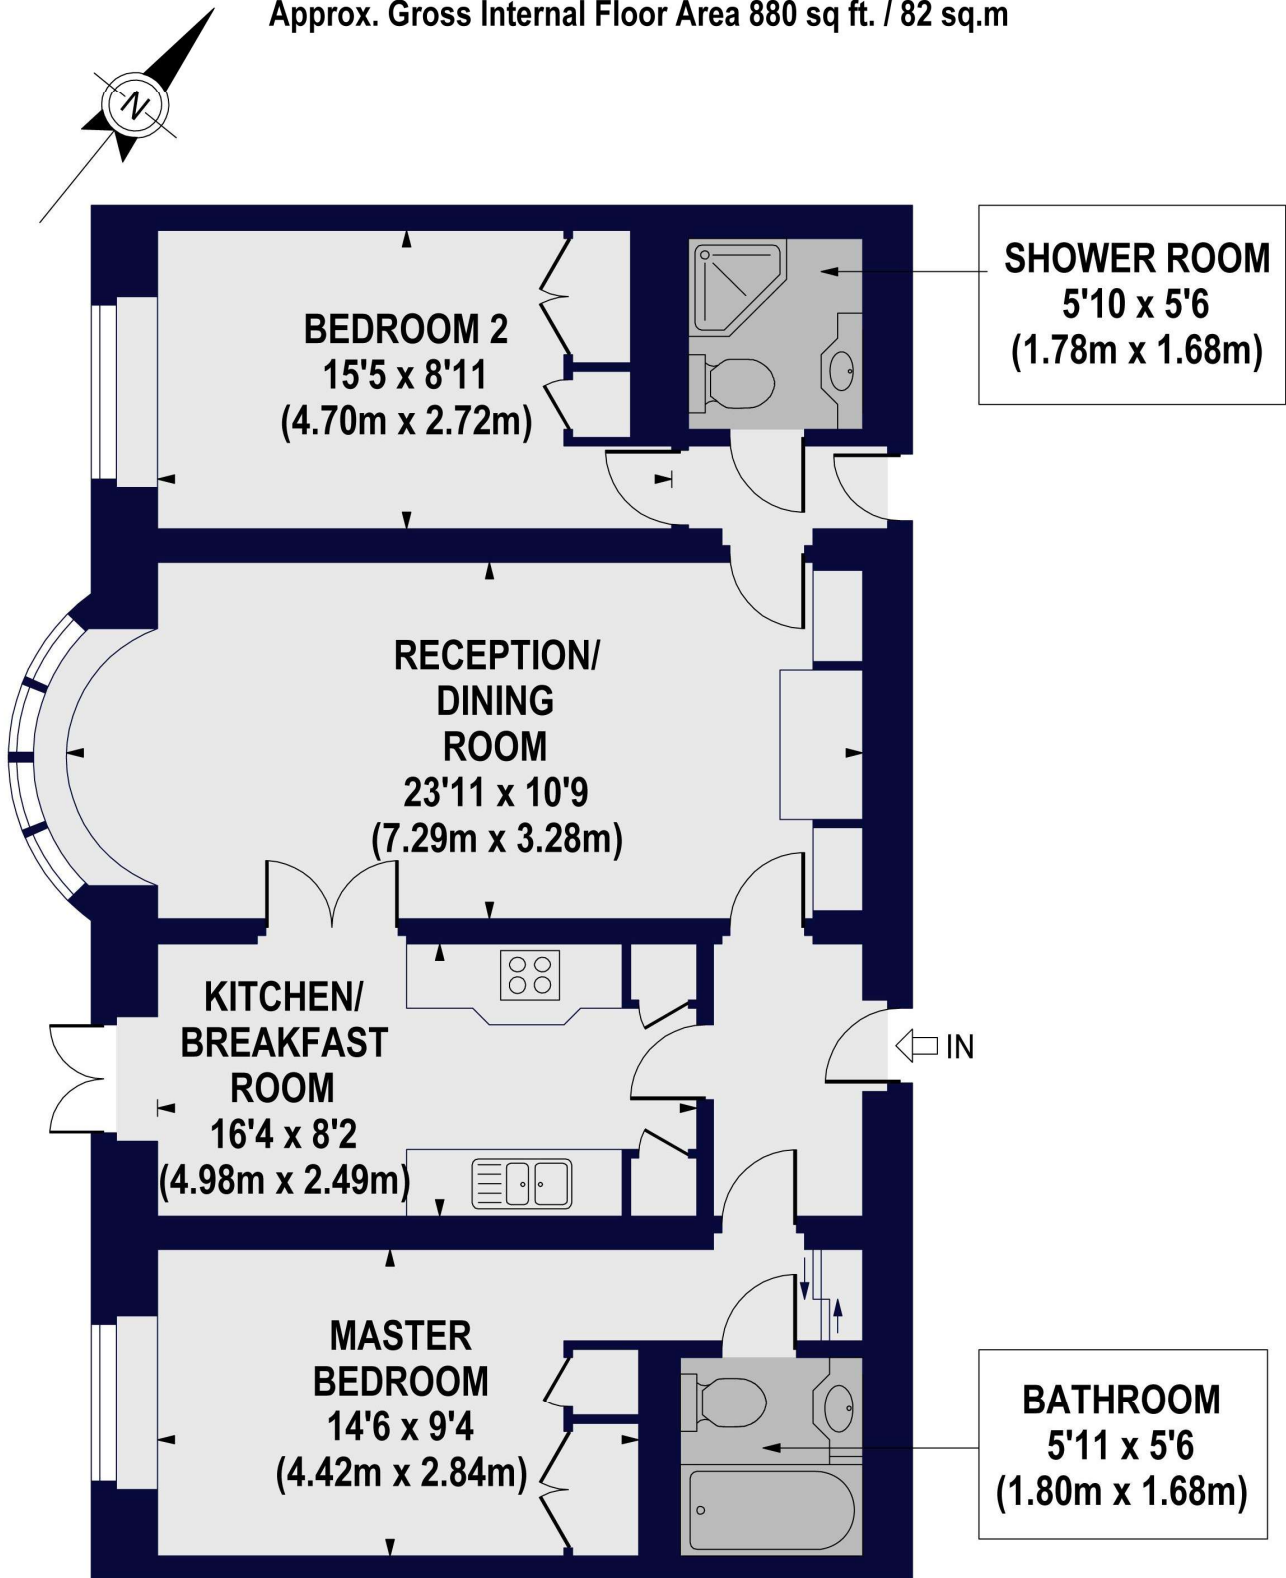 Approx. Gross Internal Floor Area 880 sq ft. / 82 sq.m
N
SHOWER ROOM
5'10 x 5'6
(1.78m x 1.68m)
BEDROOM 2
15'5 x 8'11
(4.70m x 2.72m)
RECEPTION/
DINING
ROOM
23'11 x 10'9
(7.29m x 3.28m)
KITCHEN/
BREAKFAST
ROOM
16'4 x 8'2
(4.98m x 2.49m)
IN
MASTER
BEDROOM
14'6 x 9'4
(4.42m x 2.84m)
BATHROOM
5'11 x 5'6
(1.80m x 1.68m)